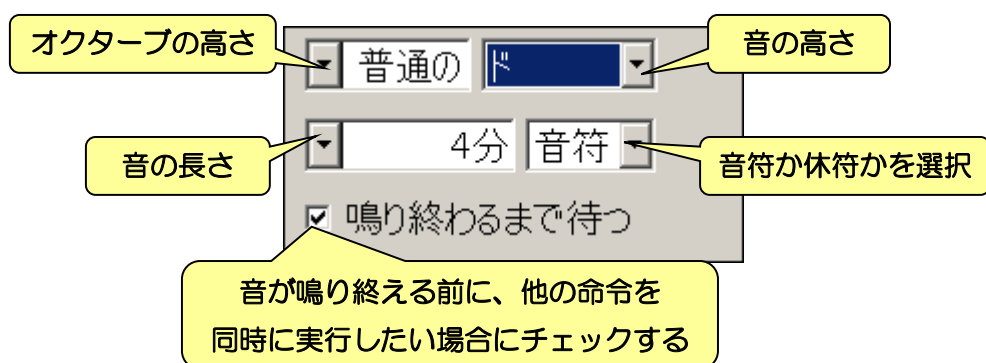 オクターブの高さ
普通の
ド
音の高さ
音の長さ
4分
音符
音符か休符かを選択
鳴り終わるまで待つ
音が鳴り終える前に、他の命令を
同時に実行したい場合にチェックする